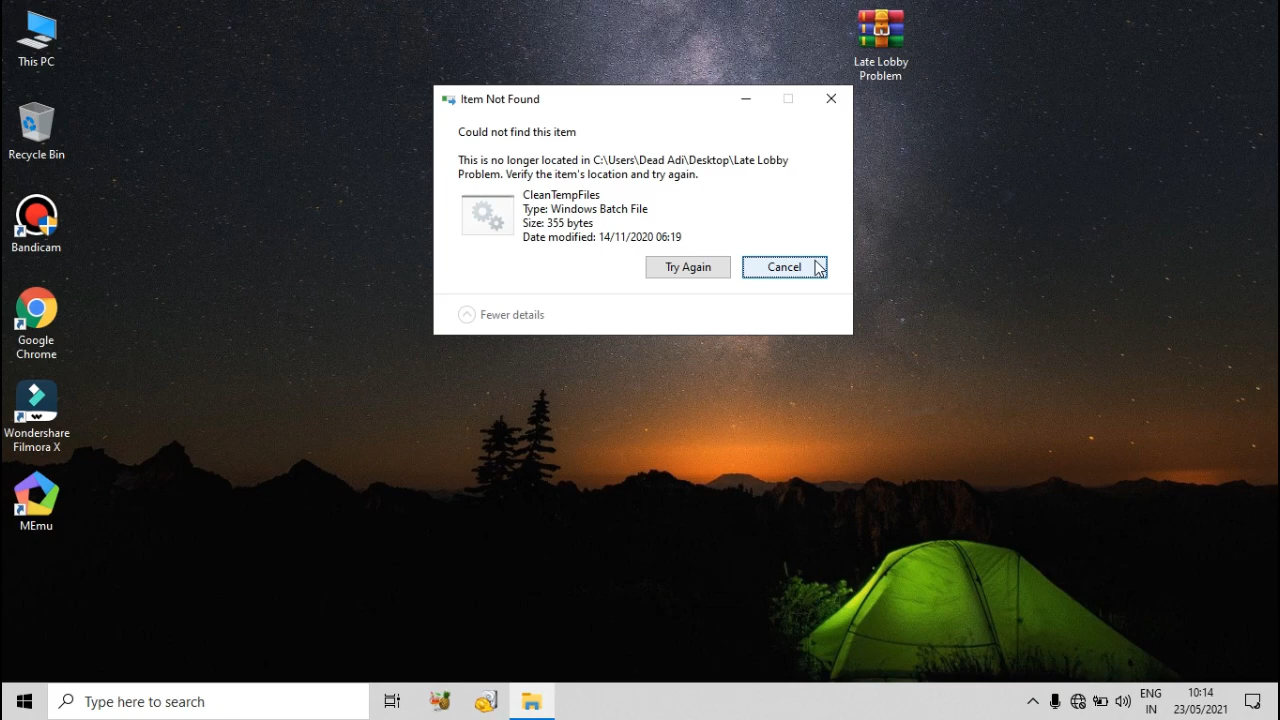 This PC
Recycle Bin
Bandicam
Google
Chrome
Wondershare
Filmora X
MEmu
Late Lobby
Problem
Item Not Found
Could not find this item
This is no longer located in C:\Users\Dead Adi\Desktop\Late Lobby
Problem. Verify the item's location and try again.
CleanTempFiles
Type: Windows Batch File
Size: 355 bytes
Date modified: 14/11/2020 06:19
Try Again
Cancel
Fewer details
Type here to search
ENG
IN
10:14
23/05/2021